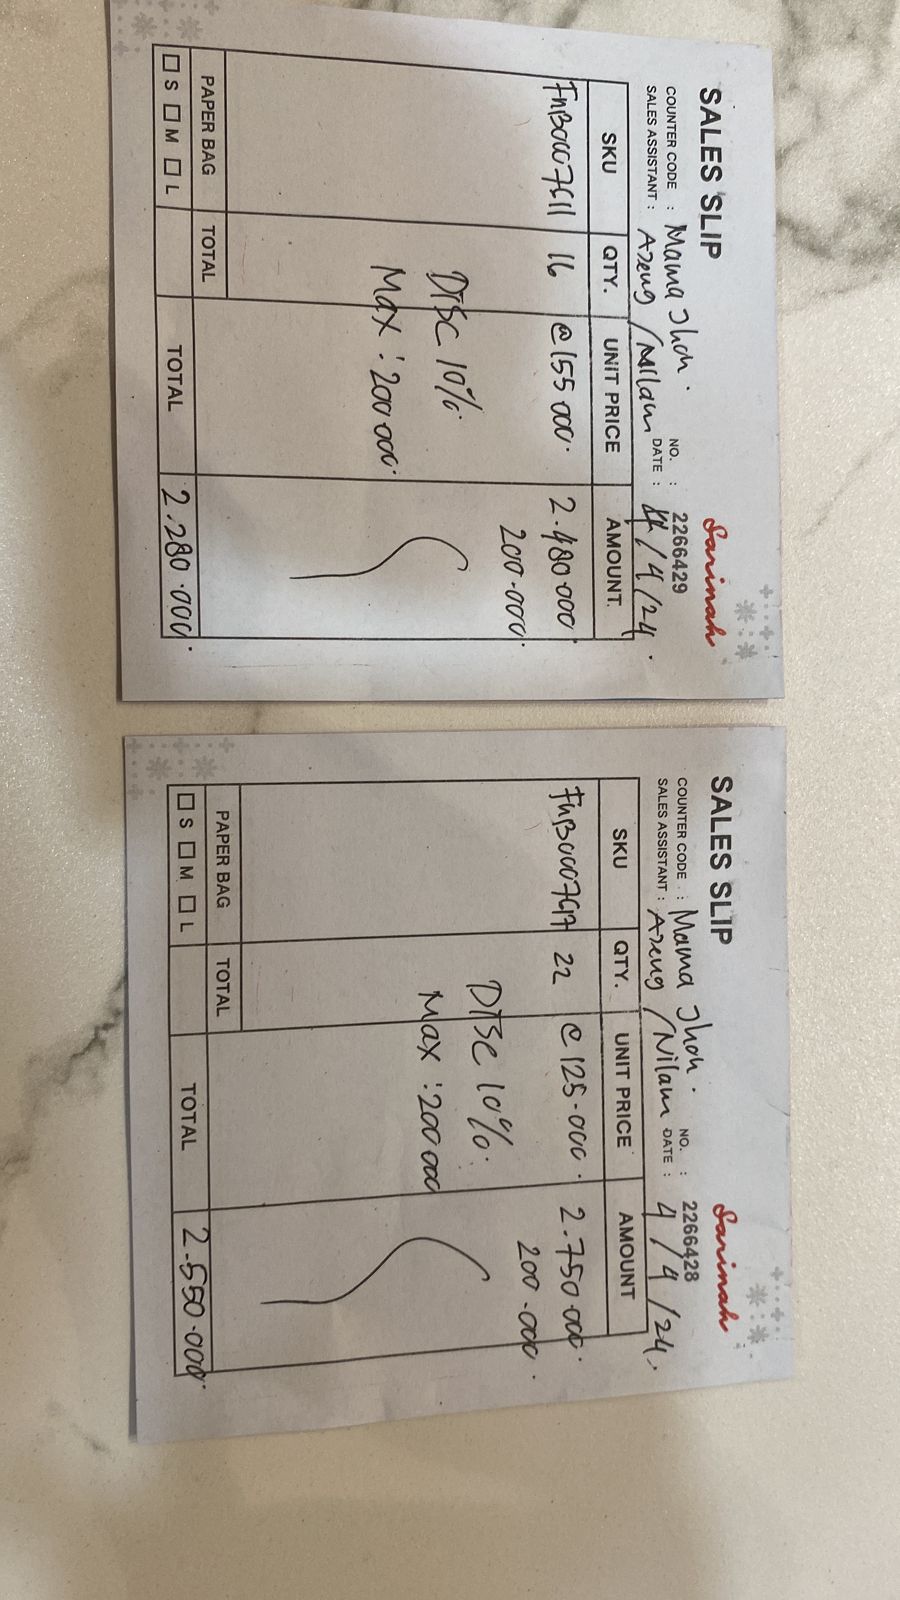 SALES SLIP
Sarinah
COUNTER CODE : Mama Jhon. NO. : 2266429
SALES ASSISTANT : Azeng / Nilam DATE : 4/4/24.
SKU QTY. UNIT PRICE AMOUNT
FnB0007611 16 @155.000. 2.480.000.
200.000.
DISC 10%.
Max : 200.000.
PAPER BAG TOTAL
S M L TOTAL 2.280.000.
SALES SLIP
Sarinah
COUNTER CODE : Mama Jhon. NO. : 2266428
SALES ASSISTANT : Azeng / Nilam DATE : 4/4/24.
SKU QTY. UNIT PRICE AMOUNT
FnB0007617 22 @125.000. 2.750.000.
200.000.
DISC 10%.
Max : 200.000
PAPER BAG TOTAL
S M L TOTAL 2.550.000.